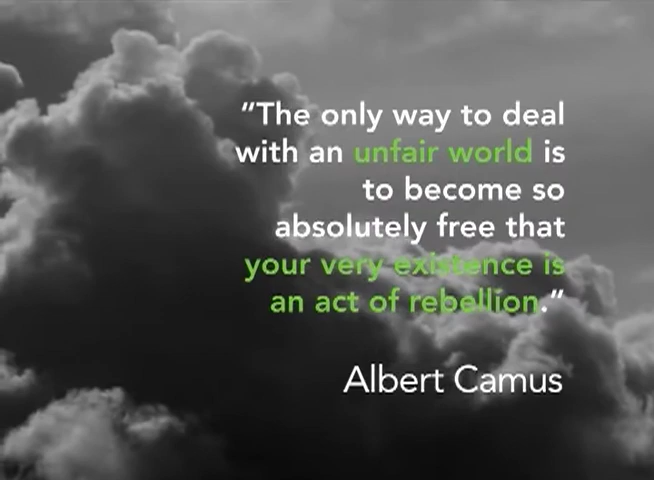 “The only way to deal
with an unfair world is
to become so
absolutely free that
your very existence is
an act of rebellion.”
Albert Camus